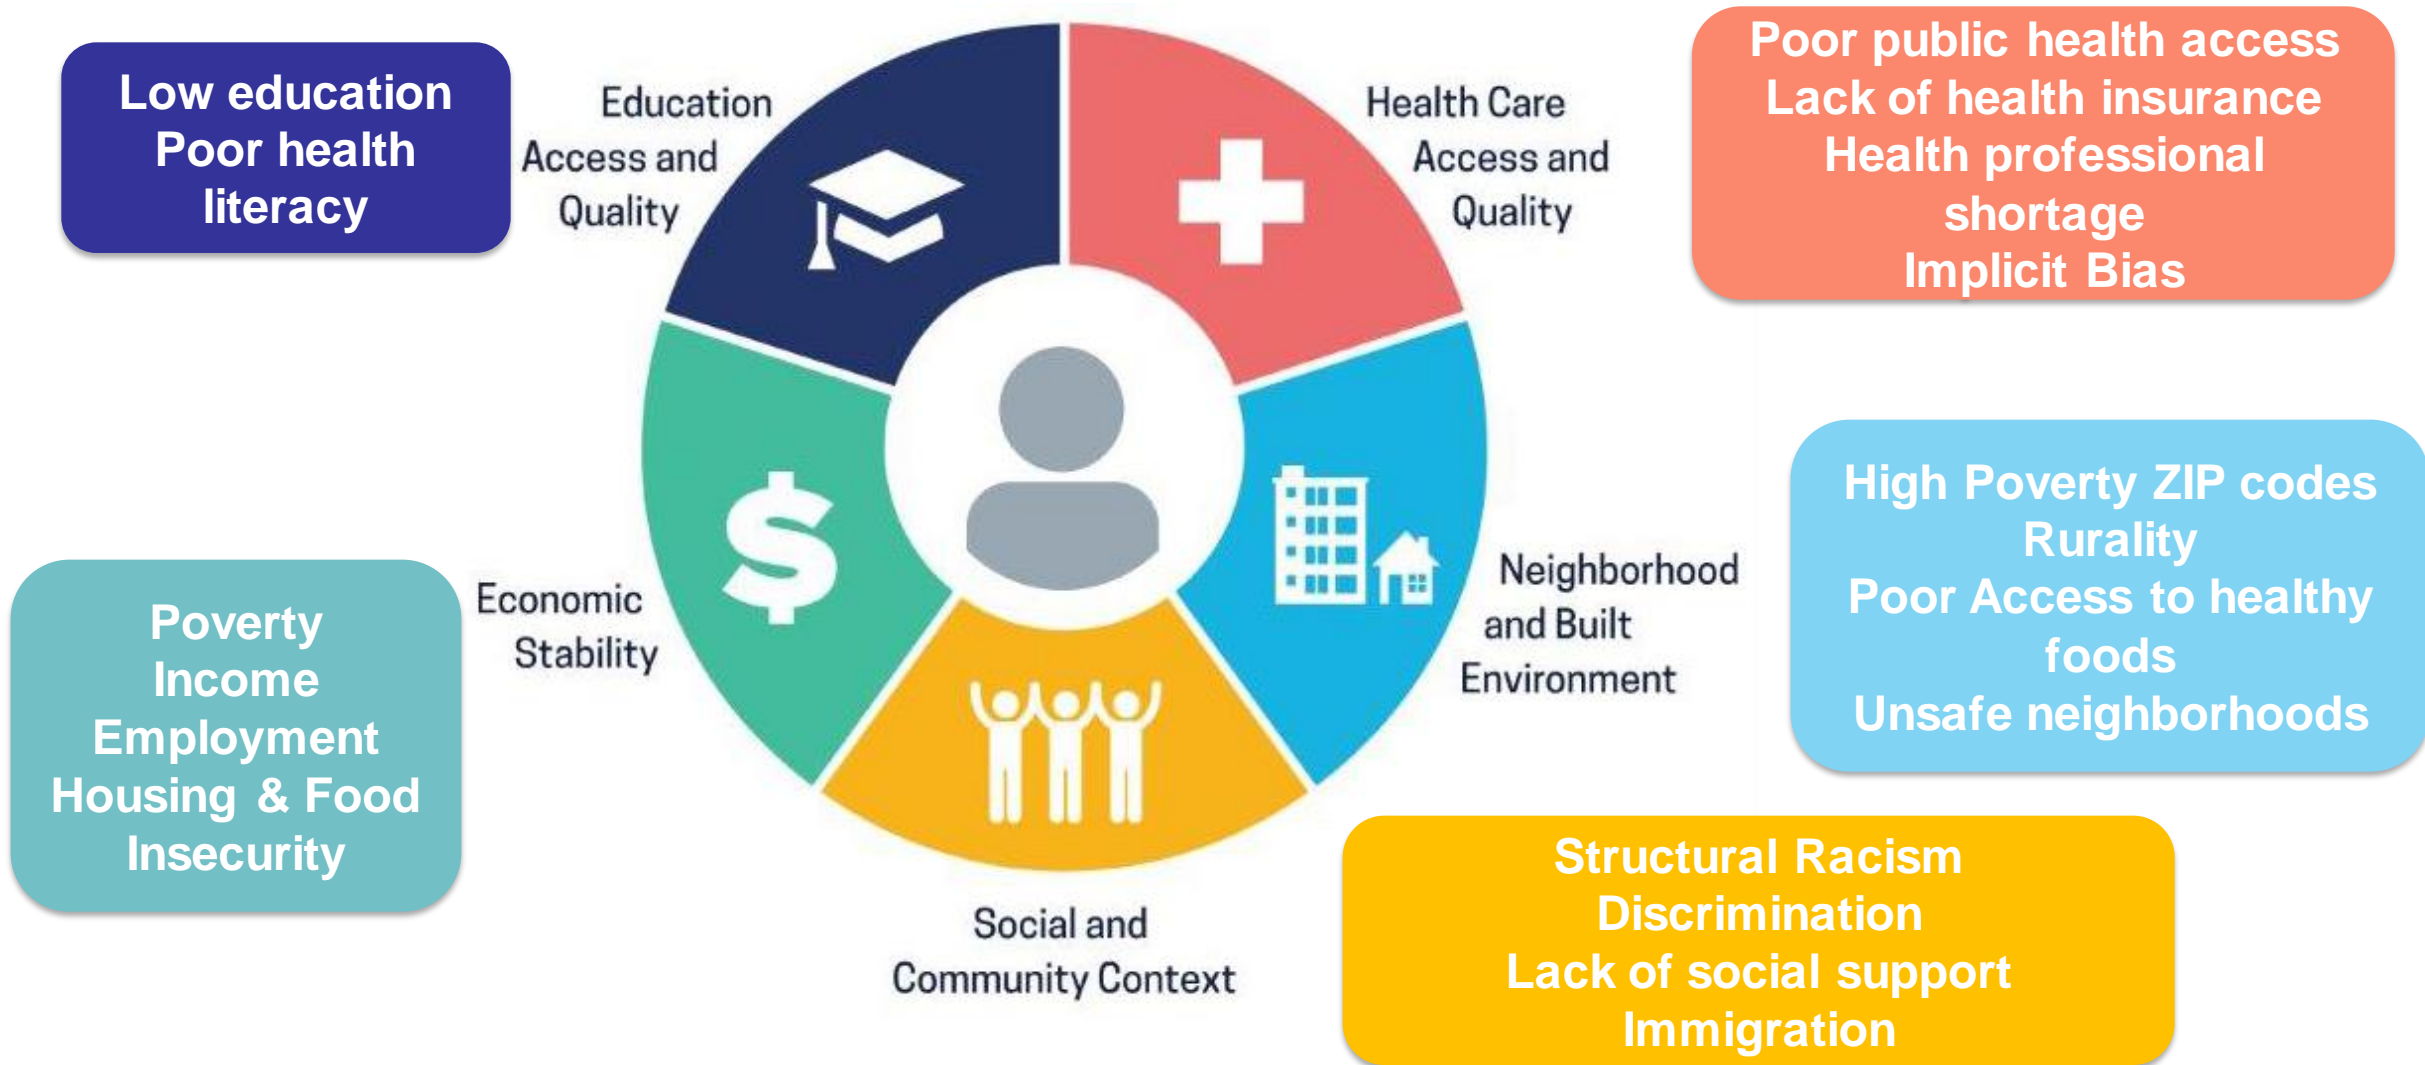 Low education
Poor health
literacy
Education
Access and
Quality
Health Care
Access and
Quality
Poor public health access
Lack of health insurance
Health professional
shortage
Implicit Bias
High Poverty ZIP codes
Rurality
Poor Access to healthy
foods
Unsafe neighborhoods
Neighborhood
and Built
Environment
Economic
Stability
Poverty
Income
Employment
Housing & Food
Insecurity
Social and
Community Context
Structural Racism
Discrimination
Lack of social support
Immigration